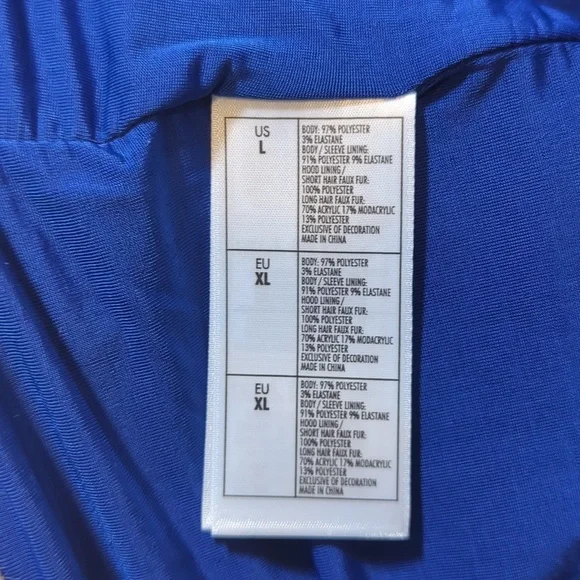 US
L
BODY: 97% POLYESTER
3% ELASTANE
BODY / SLEEVE LINING:
91% POLYESTER 9% ELASTANE
HOOD LINING /
SHORT HAIR FAUX FUR:
100% POLYESTER
LONG HAIR FAUX FUR:
70% ACRYLIC 17% MODACRYLIC
13% POLYESTER
EXCLUSIVE OF DECORATION
MADE IN CHINA
EU
XL
BODY: 97% POLYESTER
3% ELASTANE
BODY / SLEEVE LINING:
91% POLYESTER 9% ELASTANE
HOOD LINING /
SHORT HAIR FAUX FUR:
100% POLYESTER
LONG HAIR FAUX FUR:
70% ACRYLIC 17% MODACRYLIC
13% POLYESTER
EXCLUSIVE OF DECORATION
MADE IN CHINA
EU
XL
BODY: 97% POLYESTER
3% ELASTANE
BODY / SLEEVE LINING:
91% POLYESTER 9% ELASTANE
HOOD LINING /
SHORT HAIR FAUX FUR:
100% POLYESTER
LONG HAIR FAUX FUR:
70% ACRYLIC 17% MODACRYLIC
13% POLYESTER
EXCLUSIVE OF DECORATION
MADE IN CHINA